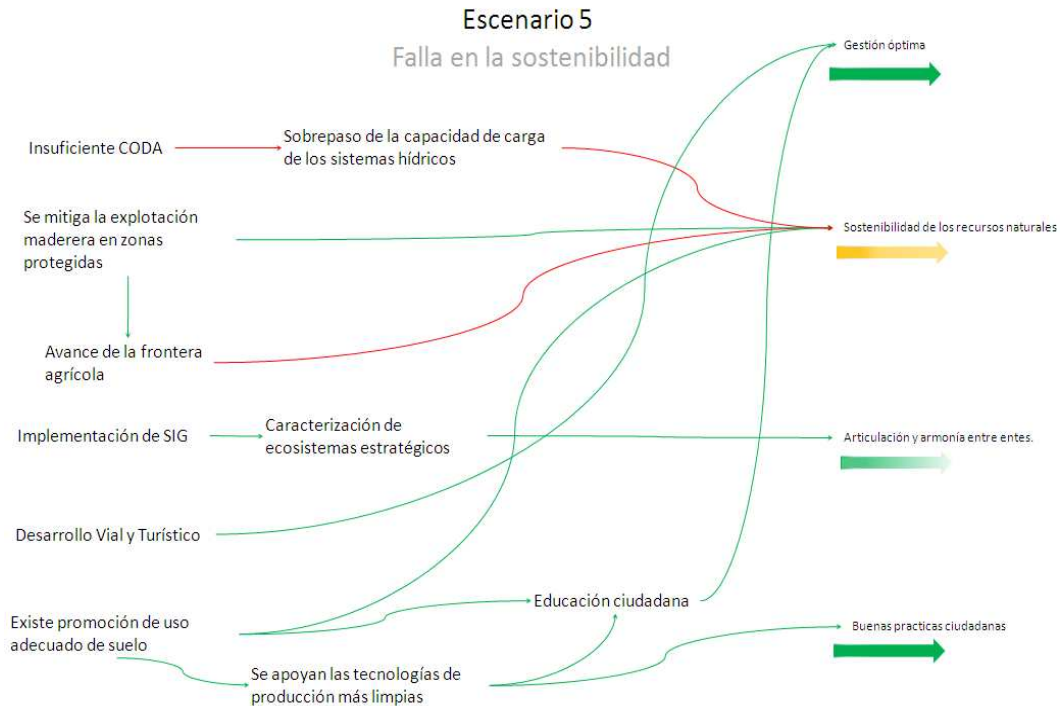 Escenario 5
Falla en la sostenibilidad
Gestión óptima
Insuficiente CODA
Sobrepaso de la capacidad de carga
de los sistemas hídricos
Se mitiga la explotación
maderera en zonas
protegidas
Sostenibilidad de los recursos naturales
Avance de la frontera
agrícola
Implementación de SIG
Caracterización de
ecosistemas estratégicos
Articulación y armonía entre entes.
Desarrollo Vial y Turístico
Existe promoción de uso
adecuado de suelo
Educación ciudadana
Buenas practicas ciudadanas
Se apoyan las tecnologías de
producción más limpias